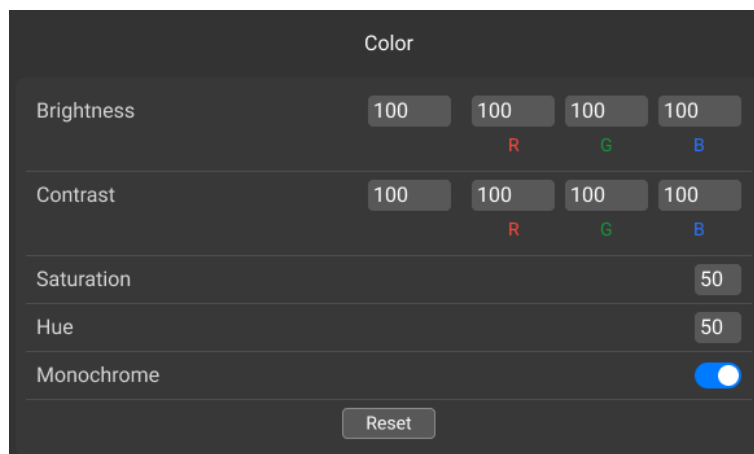 Color
Brightness 100 100 100 100
R G B
Contrast 100 100 100 100
R G B
Saturation 50
Hue 50
Monochrome
Reset